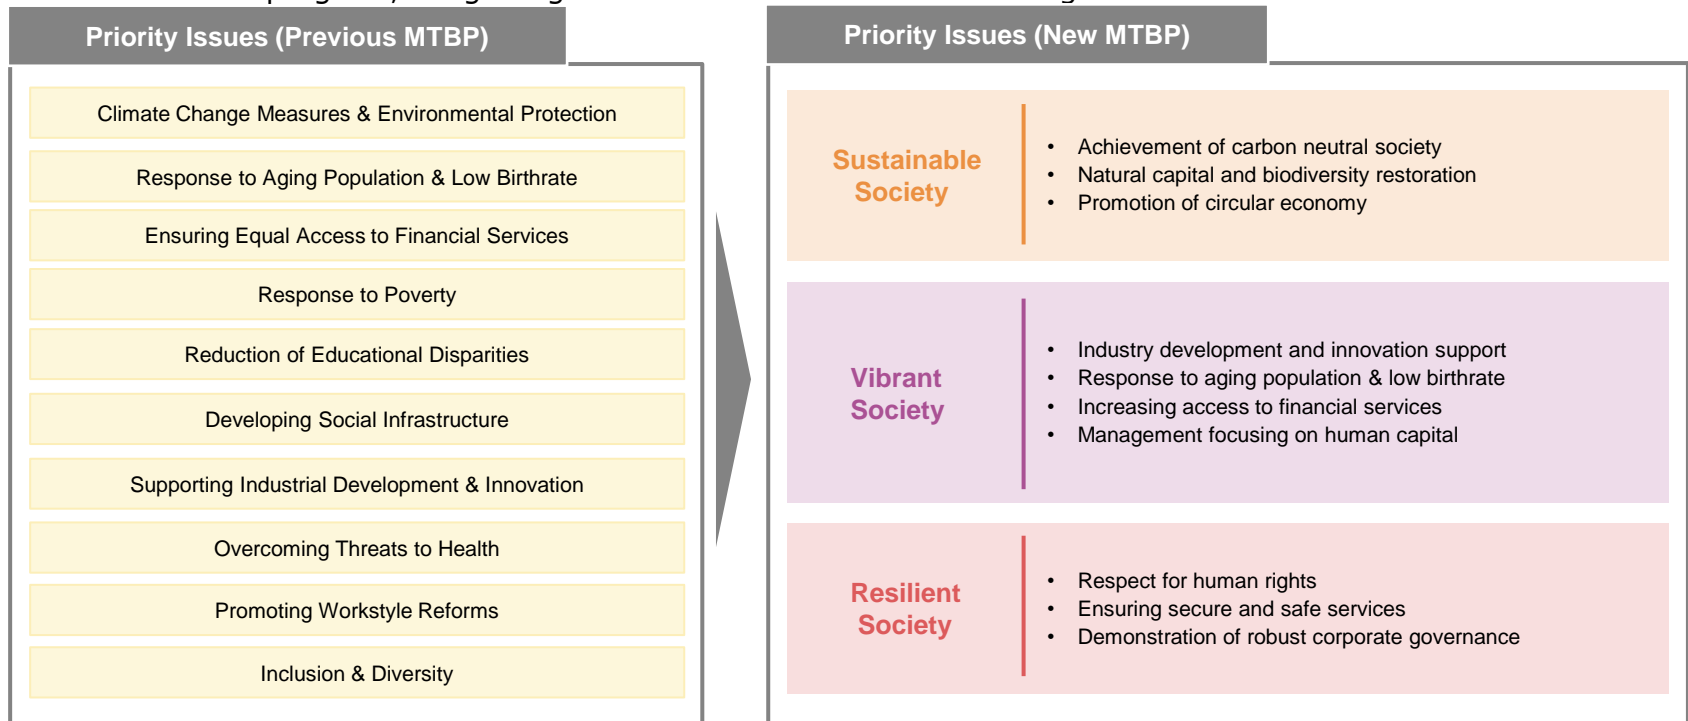 Priority Issues (Previous MTBP)
Climate Change Measures & Environmental Protection
Response to Aging Population & Low Birthrate
Ensuring Equal Access to Financial Services
Response to Poverty
Reduction of Educational Disparities
Developing Social Infrastructure
Supporting Industrial Development & Innovation
Overcoming Threats to Health
Promoting Workstyle Reforms
Inclusion & Diversity
Priority Issues (New MTBP)
Sustainable
Society
• Achievement of carbon neutral society
• Natural capital and biodiversity restoration
• Promotion of circular economy
Vibrant
Society
• Industry development and innovation support
• Response to aging population & low birthrate
• Increasing access to financial services
• Management focusing on human capital
Resilient
Society
• Respect for human rights
• Ensuring secure and safe services
• Demonstration of robust corporate governance